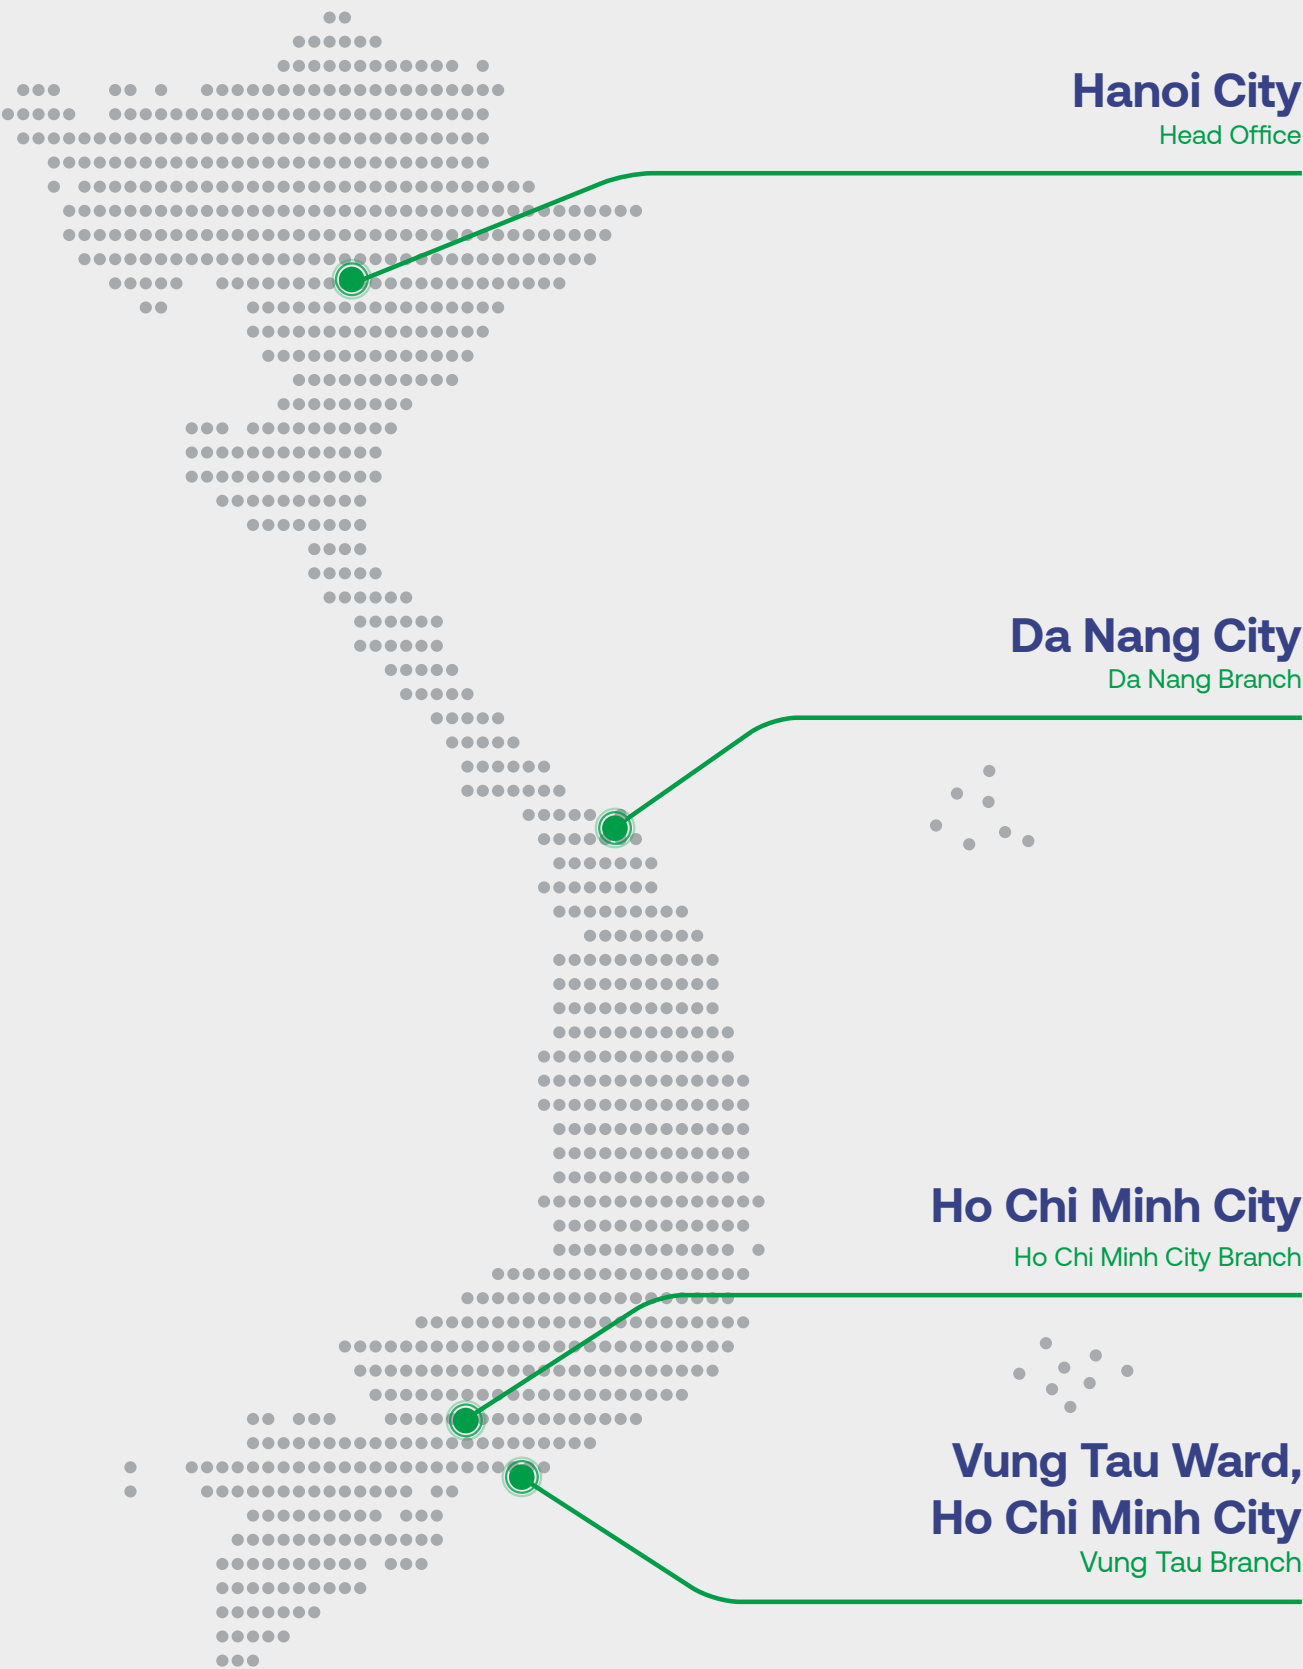 Hanoi City
Head Office
Da Nang City
Da Nang Branch
Ho Chi Minh City
Ho Chi Minh City Branch
Vung Tau Ward,
Ho Chi Minh City
Vung Tau Branch